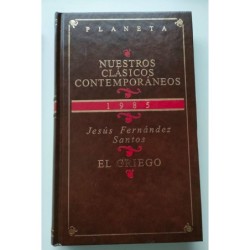 PLANETA
NUESTROS
CLÁSICOS
CONTEMPORÁNEOS
1985
Jesús Fernández
Santos
EL GRIEGO